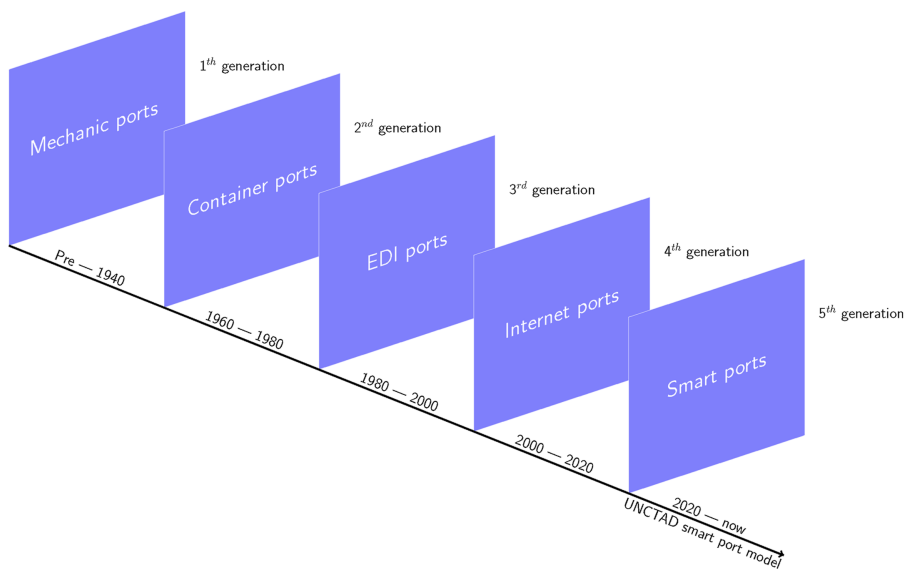 Mechanic ports
1th generation
Container ports
2nd generation
EDI ports
3rd generation
Internet ports
4th generation
Smart ports
5th generation
Pre — 1940
1960 — 1980
1980 — 2000
2000 — 2020
2020 — now
UNCTAD smart port model